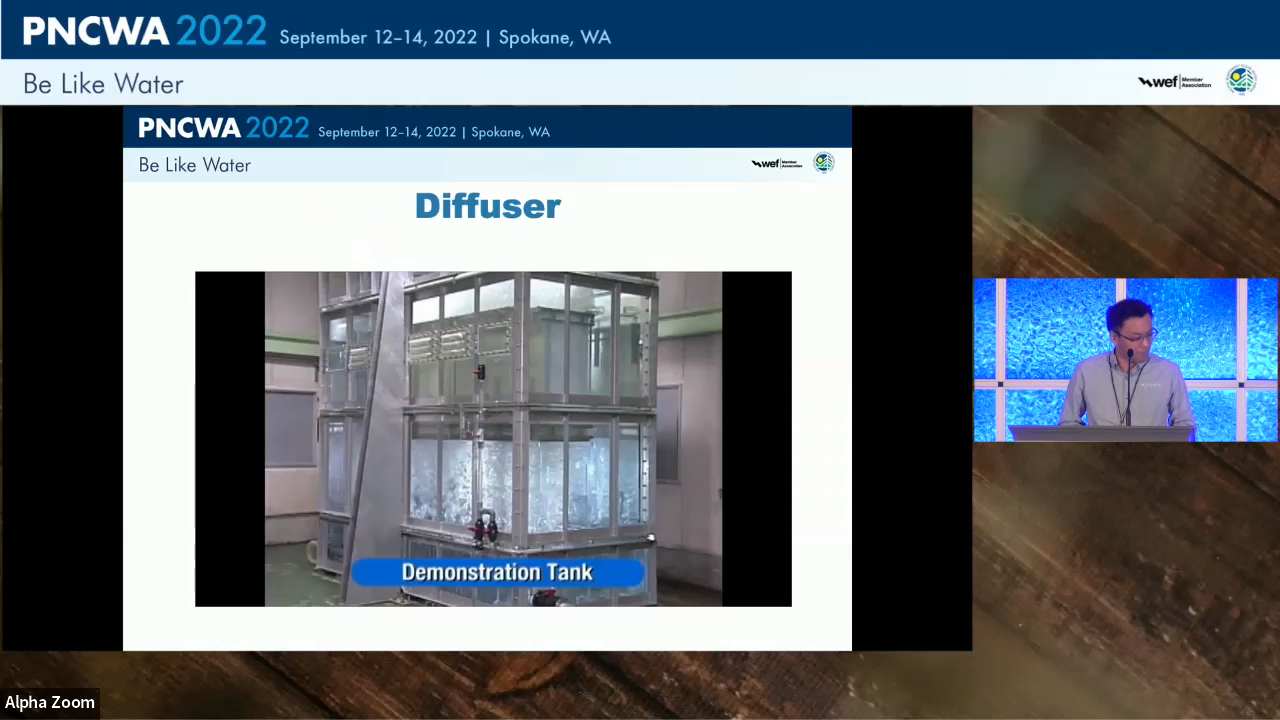 PNCWA 2022 September 12–14, 2022 | Spokane, WA
Be Like Water
wef Member Association
PNCWA 2022 September 12–14, 2022 | Spokane, WA
Be Like Water
wef Member Association
Diffuser
Demonstration Tank
Alpha Zoom